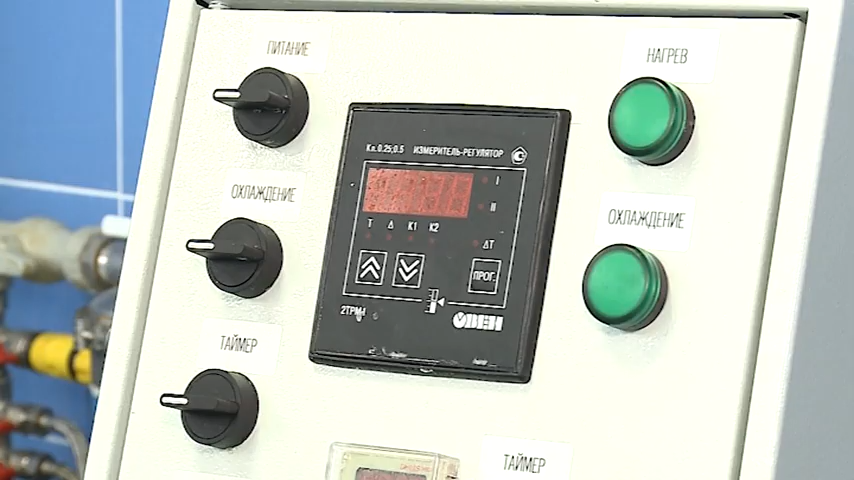 ПИТАНИЕ
НАГРЕВ
Кл. 0.25;0.5 ИЗМЕРИТЕЛЬ-РЕГУЛЯТОР
I
II
ОХЛАЖДЕНИЕ
ОХЛАЖДЕНИЕ
T Δ K1 K2
ΔT
ПРОГ.
2ТРМ1
ОВЕН
ТАЙМЕР
ТАЙМЕР